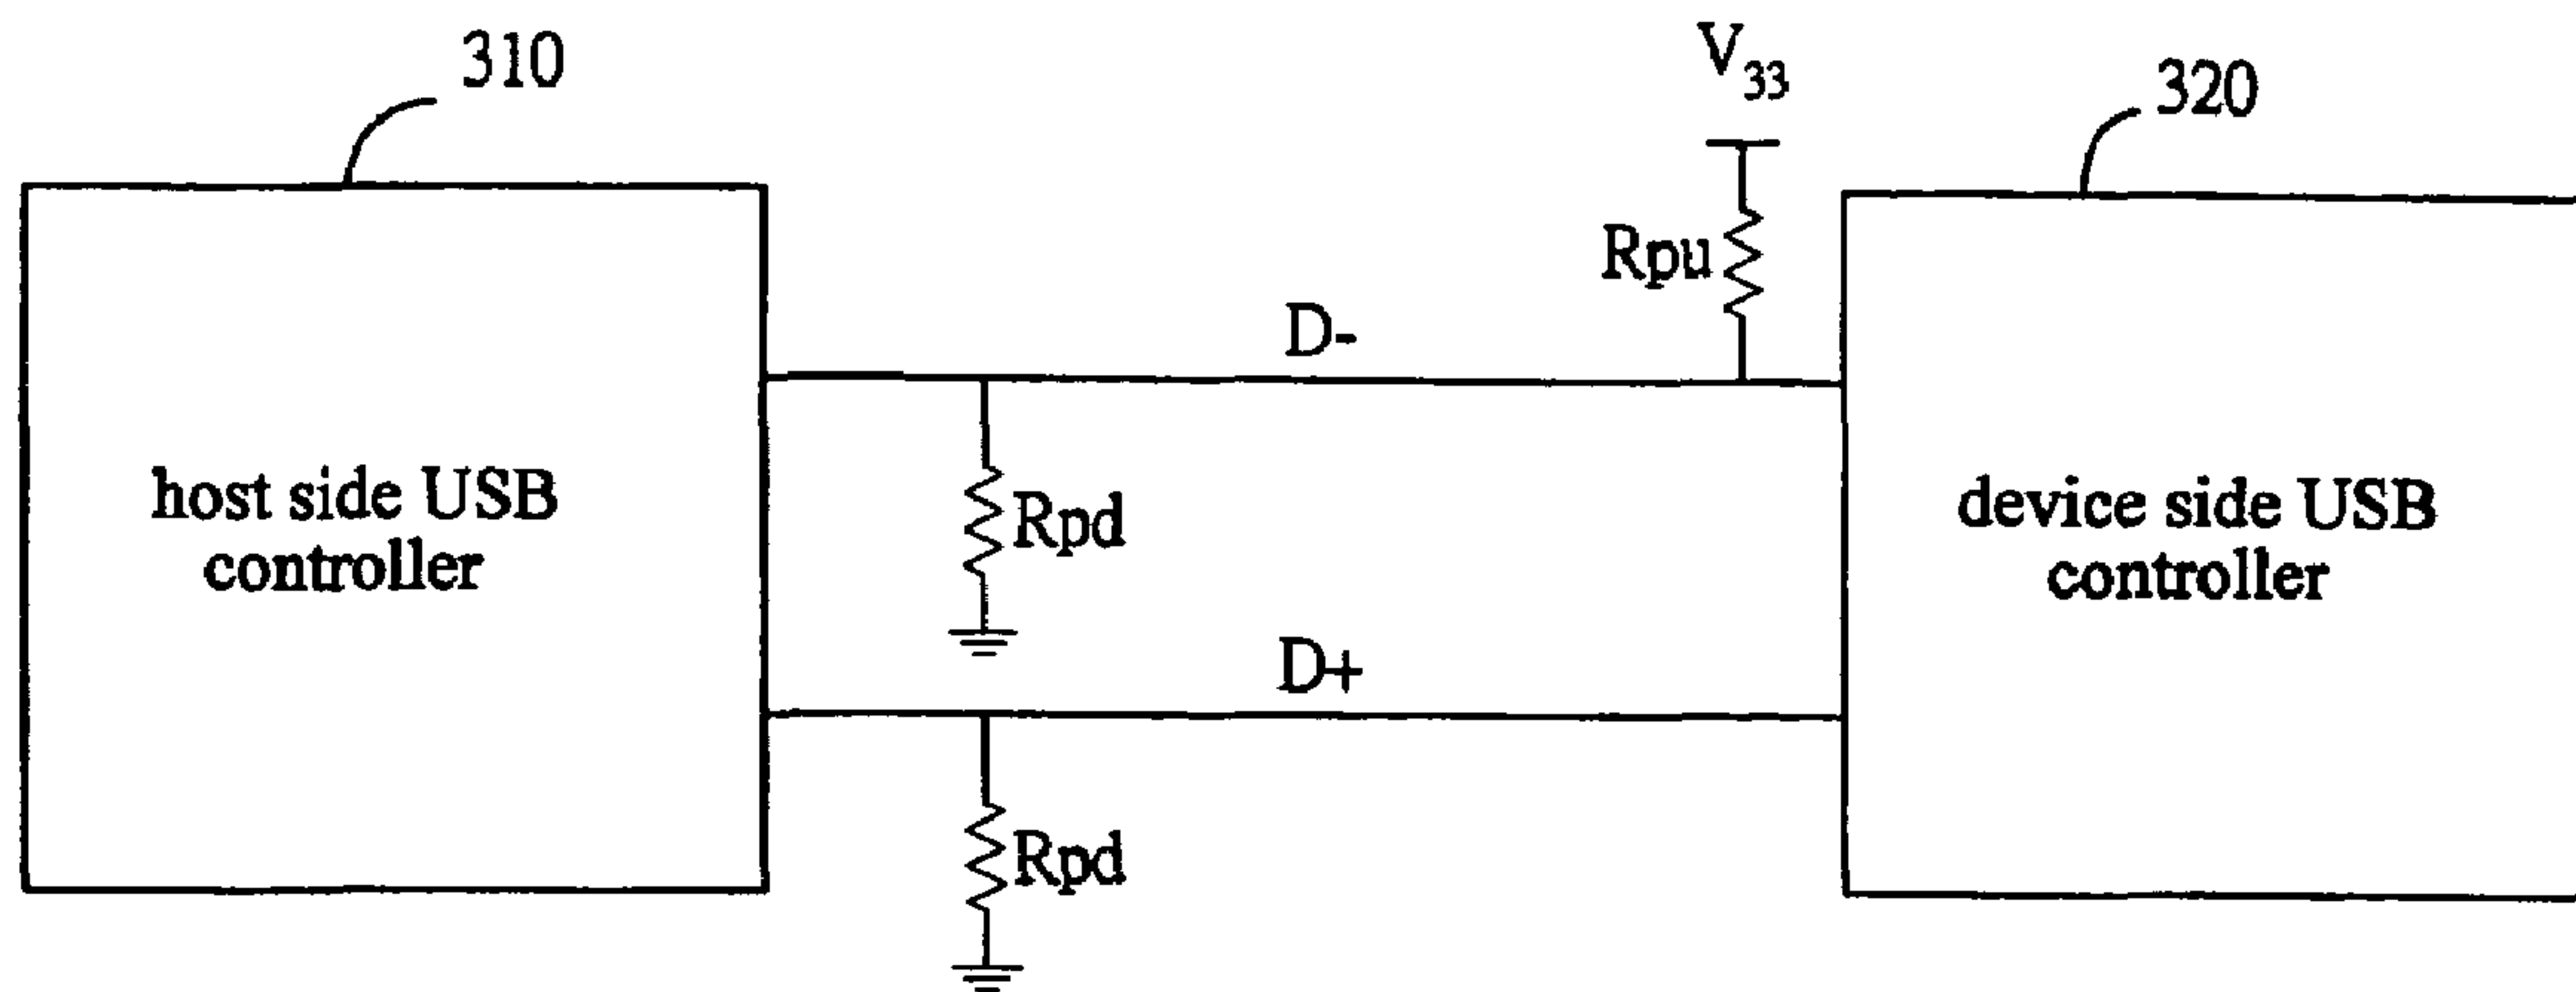 310
V33
320
Rpu
D-
host side USB
controller
Rpd
device side USB
controller
D+
Rpd